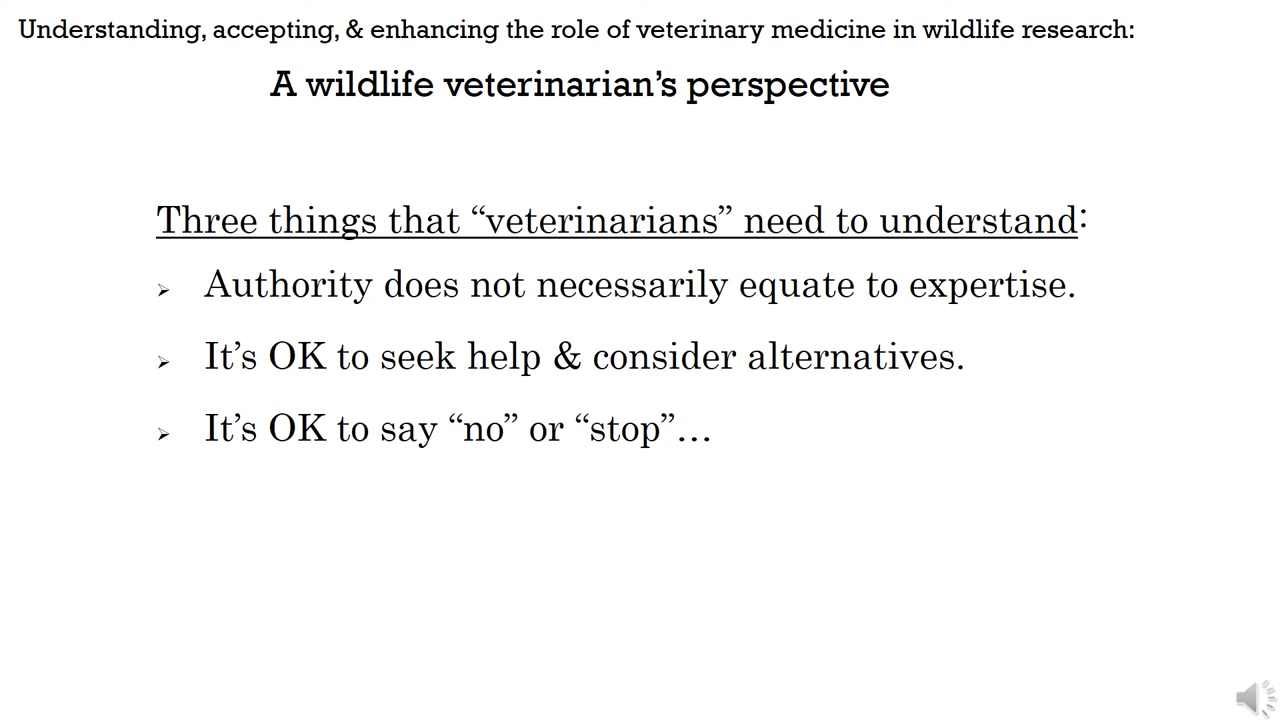 Understanding, accepting, & enhancing the role of veterinary medicine in wildlife research:
A wildlife veterinarian’s perspective
Three things that “veterinarians” need to understand:
➢ Authority does not necessarily equate to expertise.
➢ It’s OK to seek help & consider alternatives.
➢ It’s OK to say “no” or “stop”…